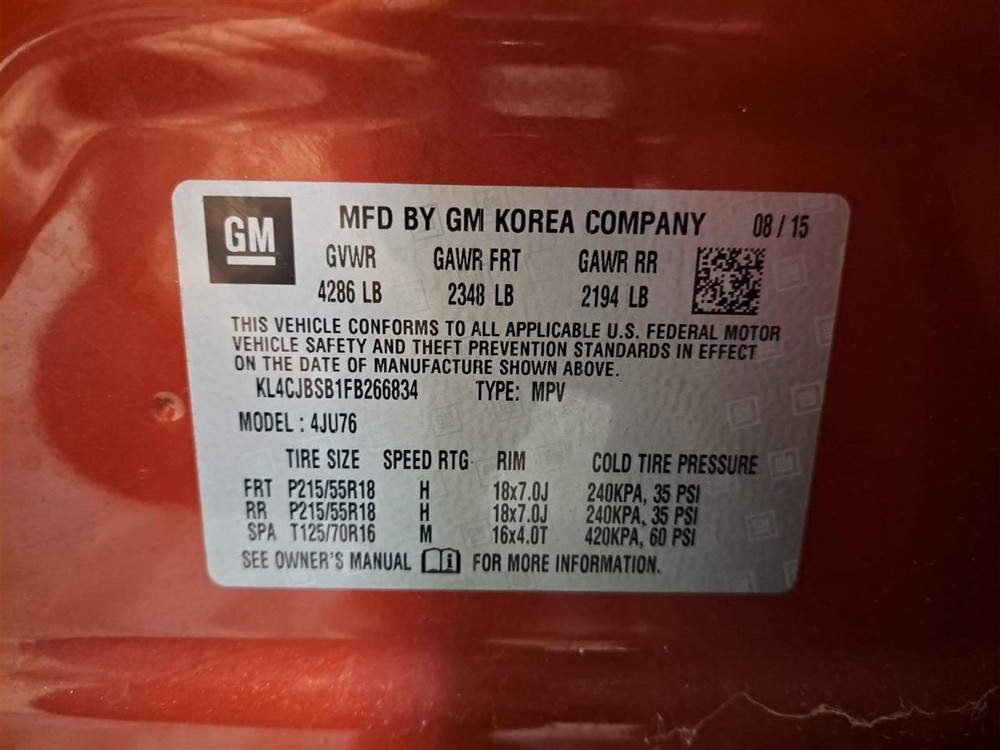 GM
MFD BY GM KOREA COMPANY 08 / 15
GVWR GAWR FRT GAWR RR
4286 LB 2348 LB 2194 LB
THIS VEHICLE CONFORMS TO ALL APPLICABLE U.S. FEDERAL MOTOR
VEHICLE SAFETY AND THEFT PREVENTION STANDARDS IN EFFECT
ON THE DATE OF MANUFACTURE SHOWN ABOVE.
KL4CJBSB1FB266834 TYPE: MPV
MODEL : 4JU76
TIRE SIZE SPEED RTG RIM COLD TIRE PRESSURE
FRT P215/55R18 H 18x7.0J 240KPA, 35 PSI
RR P215/55R18 H 18x7.0J 240KPA, 35 PSI
SPA T125/70R16 M 16x4.0T 420KPA, 60 PSI
SEE OWNER'S MANUAL FOR MORE INFORMATION.